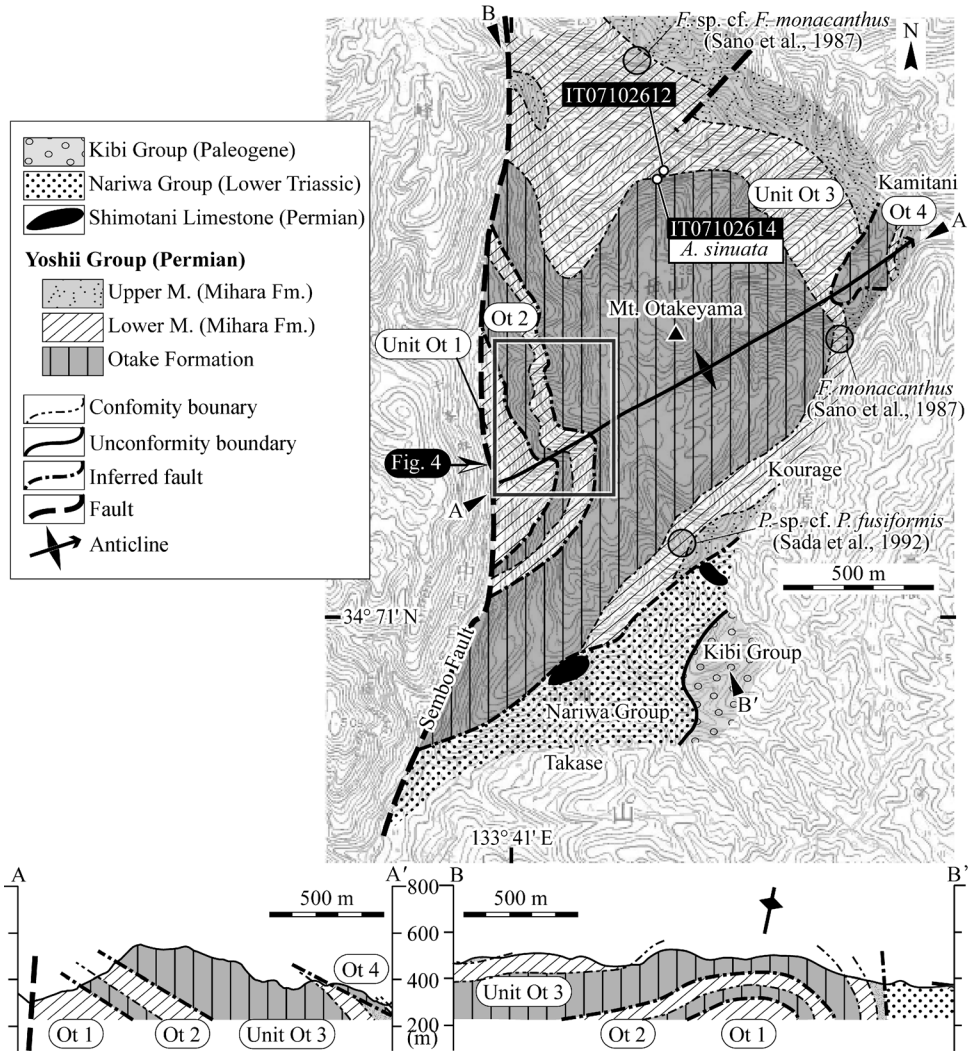 B
F. sp. cf. F. monacanthus
(Sano et al., 1987)
N
IT07102612
Kibi Group (Paleogene)
Nariwa Group (Lower Triassic)
Shimotani Limestone (Permian)
Yoshii Group (Permian)
Upper M. (Mihara Fm.)
Lower M. (Mihara Fm.)
Otake Formation
Confomity bounary
Unconformity boundary
Inferred fault
Fault
Anticline
Unit Ot 3
Kamitani
Ot 4
A
IT07102614
A. sinuata
Ot 2
Mt. Otakeyama
Unit Ot 1
F. monacanthus
(Sano et al., 1987)
Fig. 4
Kourage
A
P. sp. cf. P. fusiformis
(Sada et al., 1992)
500 m
34° 71' N
Sembo Fault
Kibi Group
B'
Nariwa Group
Takase
山
133° 41' E
A
A'
800
B
B'
500 m
500 m
600
Ot 4
400
Unit Ot 3
200
(m)
Ot 1
Ot 2
Unit Ot 3
Ot 2
Ot 1